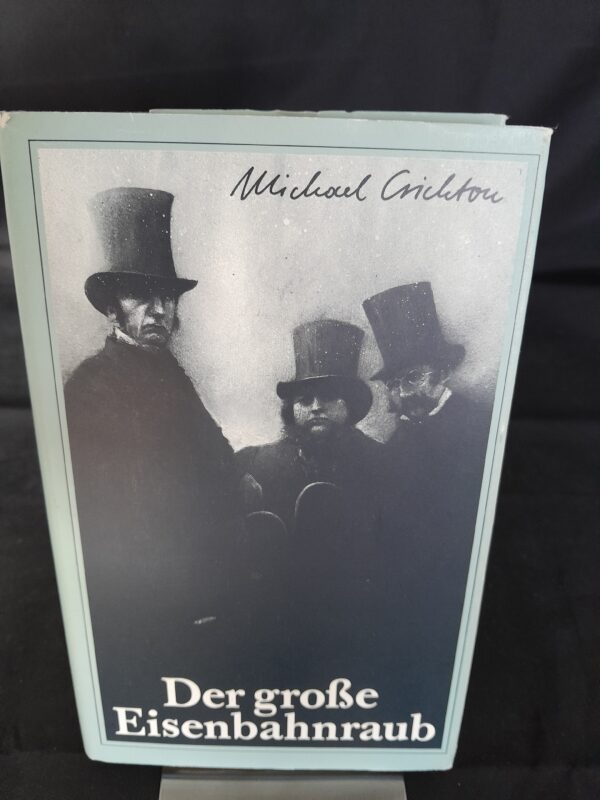 Michael Crichton
Der große
Eisenbahnraub